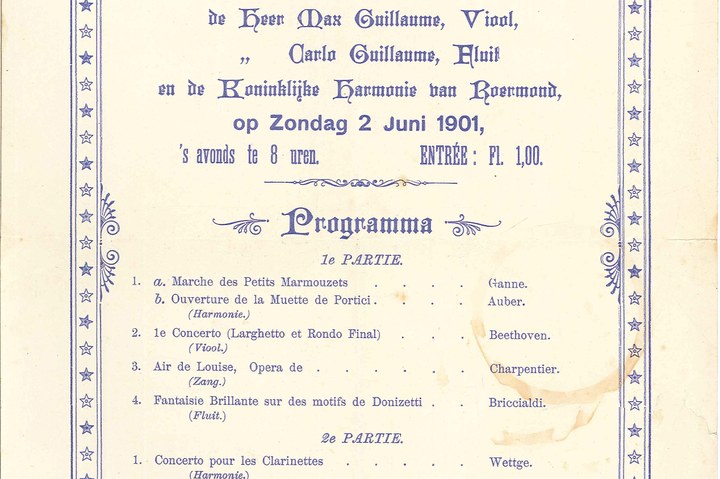 de Heer Max Guillaume, Viool,
„ Carlo Guillaume, Fluit
en de Koninklijke Harmonie van Roermond,
op Zondag 2 Juni 1901,
's avonds te 8 uren. ENTRÉE : Fl. 1,00.
Programma
1e PARTIE.
1. a. Marche des Petits Marmouzets . . . . Ganne.
b. Ouverture de la Muette de Portici . . . . Auber.
(Harmonie.)
2. 1e Concerto (Larghetto et Rondo Final) . . . Beethoven.
(Viool.)
3. Air de Louise, Opera de . . . . . . Charpentier.
(Zang.)
4. Fantaisie Brillante sur des motifs de Donizetti . . Briccialdi.
(Fluit.)
2e PARTIE.
1. Concerto pour les Clarinettes . . . . . Wettge.
(Harmonie.)